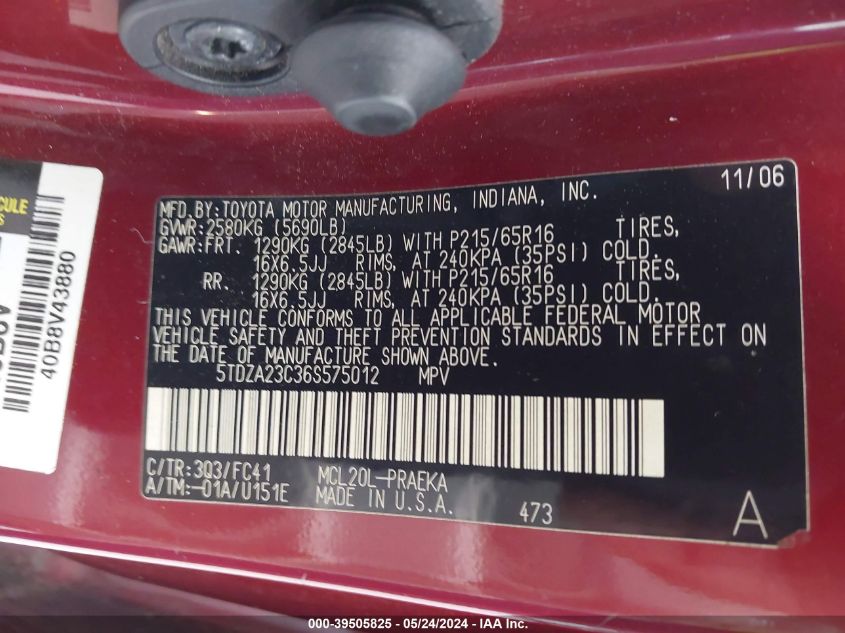 11/06
MFD. BY: TOYOTA MOTOR MANUFACTURING, INDIANA, INC.
GVWR: 2580KG (5690LB)
GAWR: FRT. 1290KG (2845LB) WITH P215/65R16 TIRES,
16X6.5JJ RIMS, AT 240KPA (35PSI) COLD.
RR. 1290KG (2845LB) WITH P215/65R16 TIRES,
16X6.5JJ RIMS, AT 240KPA (35PSI) COLD.
THIS VEHICLE CONFORMS TO ALL APPLICABLE FEDERAL MOTOR
VEHICLE SAFETY AND THEFT PREVENTION STANDARDS IN EFFECT ON
THE DATE OF MANUFACTURE SHOWN ABOVE.
5TDZA23C36S575012 MPV
C/TR: 3Q3/FC41 MCL20L-PRAEKA
A/TM: -01A/U151E MADE IN U.S.A.
473
A
40B8V43880
000-39505825 - 05/24/2024 - IAAI Inc.